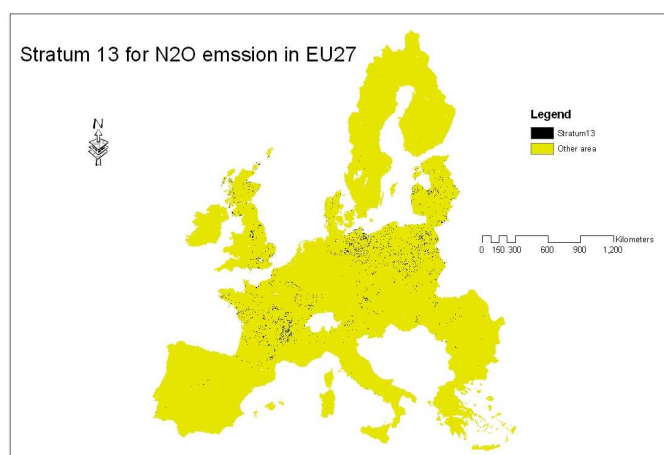 Stratum 13 for N2O emssion in EU27
N
Legend
Stratum13
Other area
Kilometers
0 150 300 600 900 1,200